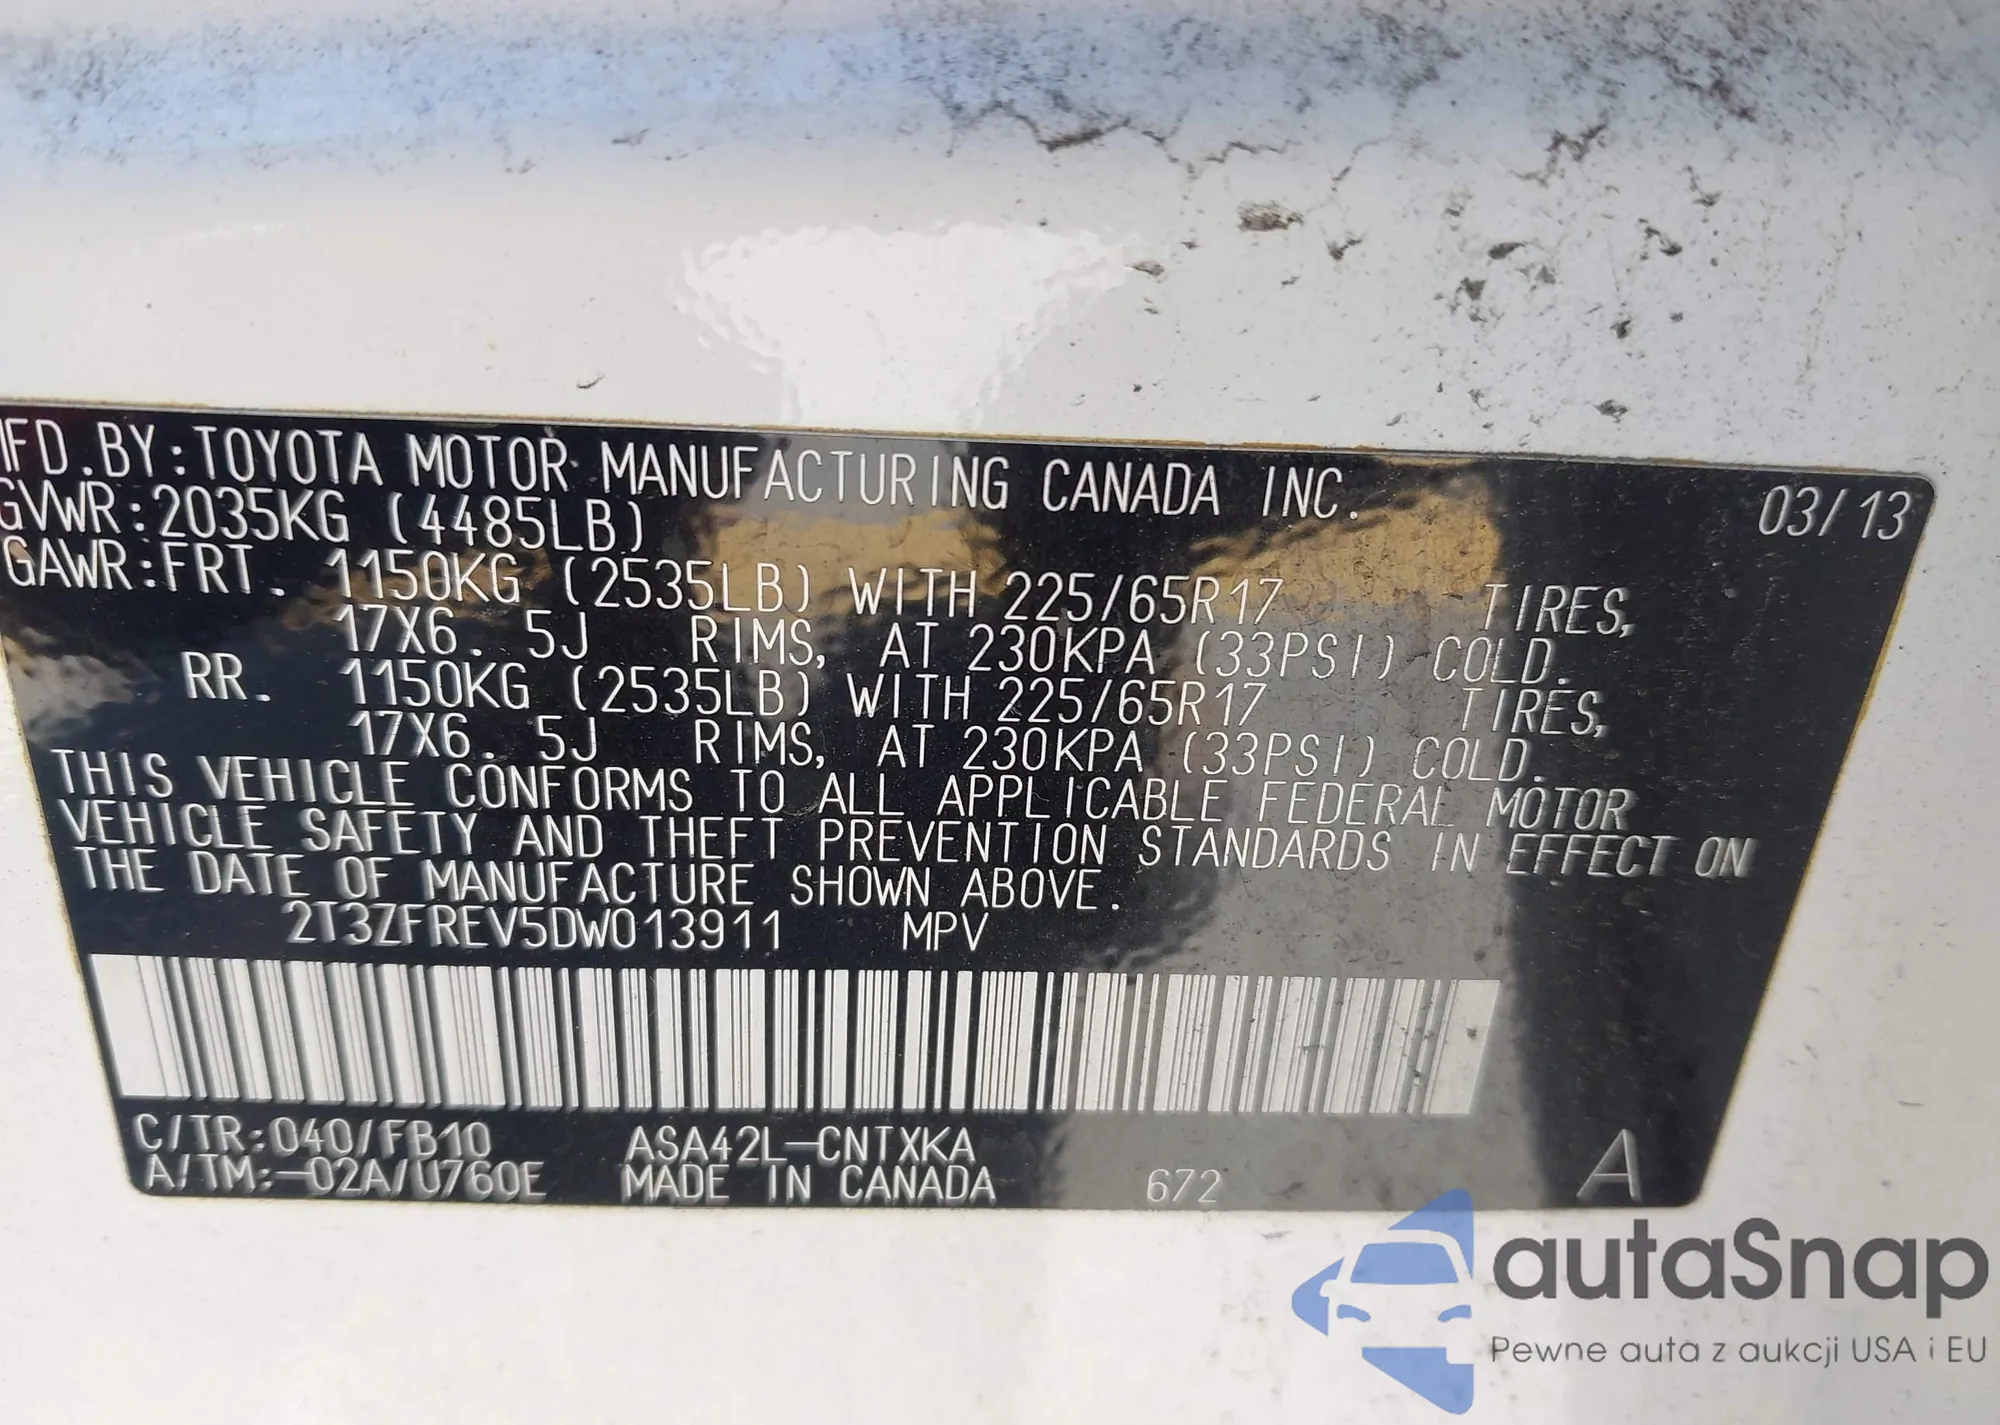 MFD.BY:TOYOTA MOTOR MANUFACTURING CANADA INC. 03/13
GVWR:2035KG (4485LB)
GAWR:FRT. 1150KG (2535LB) WITH 225/65R17 TIRES,
17X6.5J RIMS, AT 230KPA (33PSI) COLD.
RR. 1150KG (2535LB) WITH 225/65R17 TIRES,
17X6.5J RIMS, AT 230KPA (33PSI) COLD.
THIS VEHICLE CONFORMS TO ALL APPLICABLE FEDERAL MOTOR
VEHICLE SAFETY AND THEFT PREVENTION STANDARDS IN EFFECT ON
THE DATE OF MANUFACTURE SHOWN ABOVE.
2T3ZFREV5DW013911 MPV
C/TR:040/FB10 ASA42L-CNTXKA
A/TM:-02A/U760E MADE IN CANADA 672 A
autaSnap
Pewne auta z aukcji USA i EU